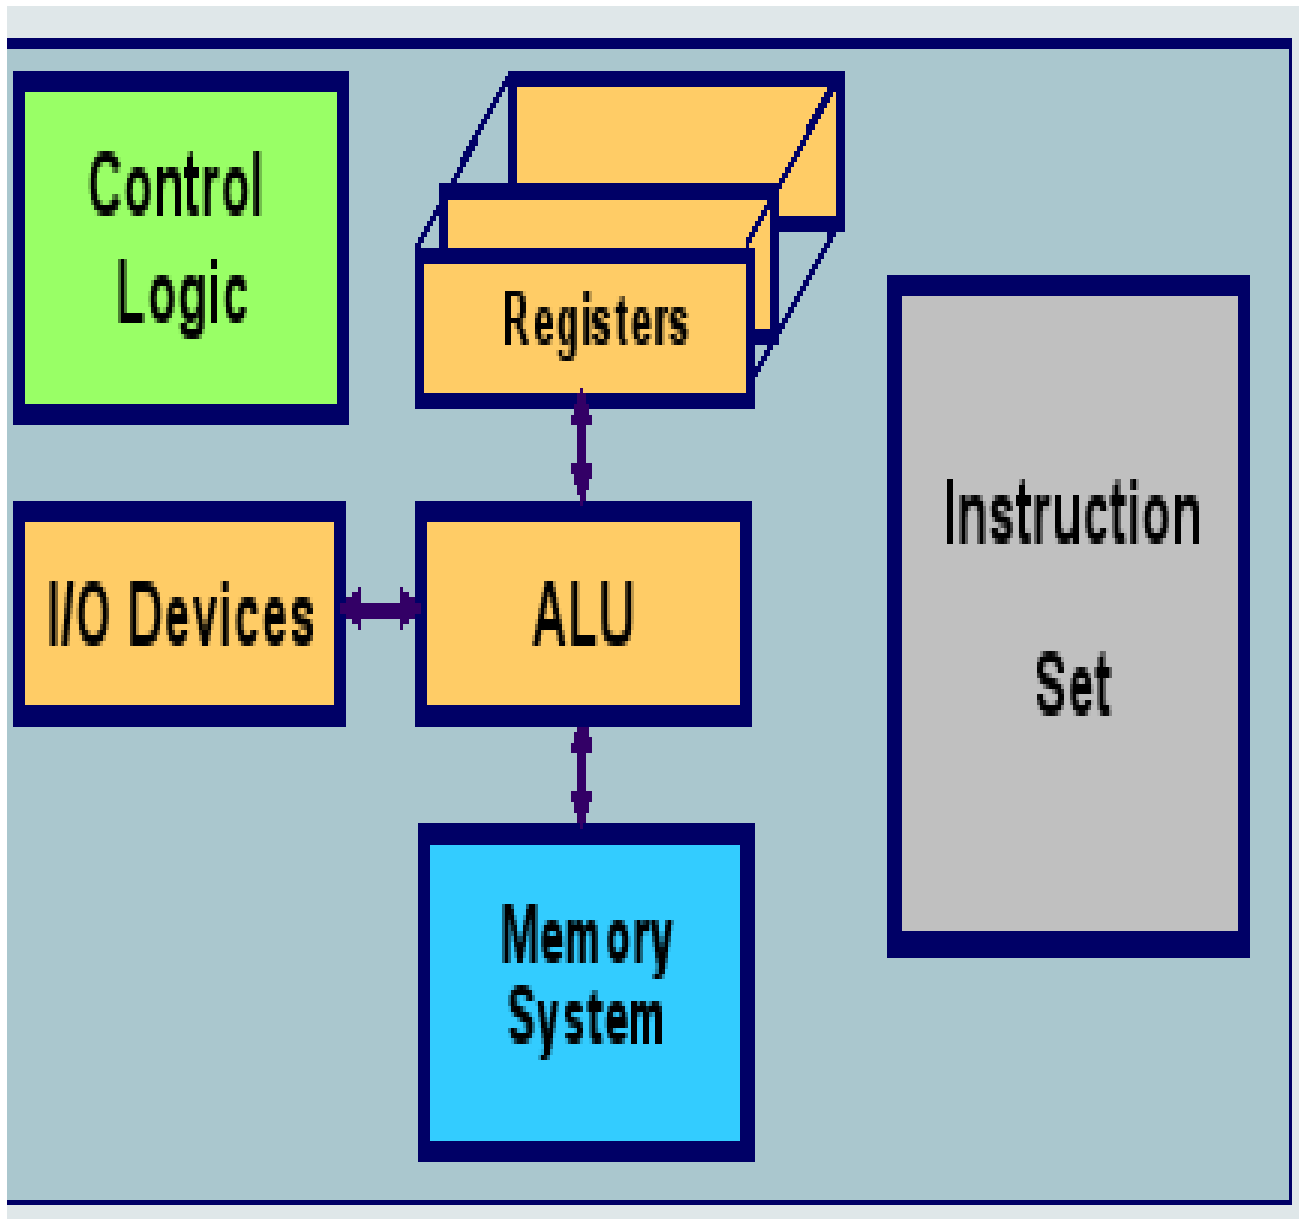 Control
Logic
Registers
I/O Devices
ALU
Instruction
Set
Memory
System